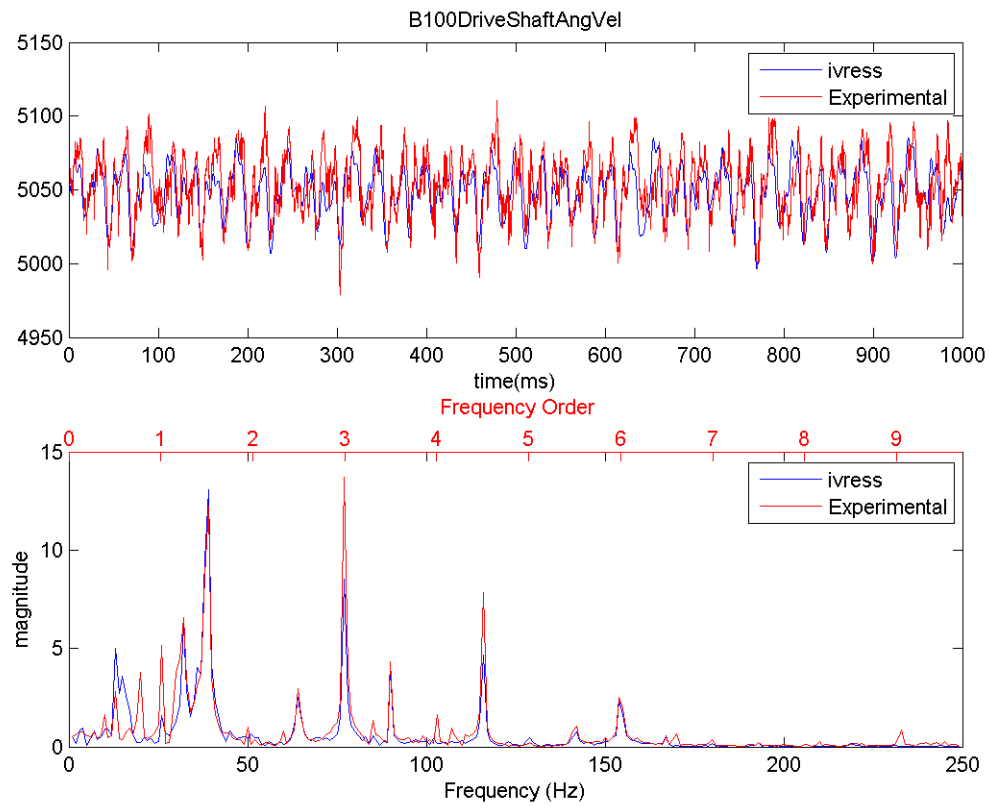 B100DriveShaftAngVel
5150
5100
5050
5000
4950
ivress
Experimental
0 100 200 300 400 500 600 700 800 900 1000
time(ms)
Frequency Order
0 1 2 3 4 5 6 7 8 9
15
10
5
0
magnitude
ivress
Experimental
0 50 100 150 200 250
Frequency (Hz)